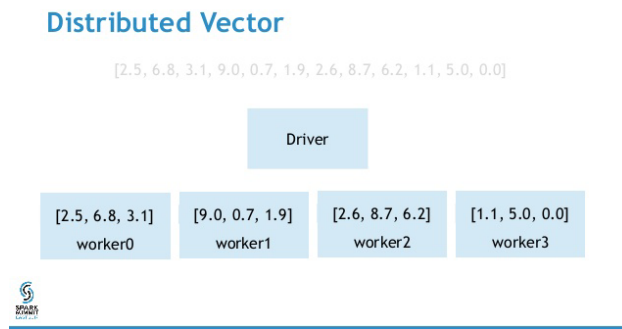 Distributed Vector
[2.5, 6.8, 3.1, 9.0, 0.7, 1.9, 2.6, 8.7, 6.2, 1.1, 5.0, 0.0]
Driver
[2.5, 6.8, 3.1]
worker0
[9.0, 0.7, 1.9]
worker1
[2.6, 8.7, 6.2]
worker2
[1.1, 5.0, 0.0]
worker3
SPARK
SUMMIT